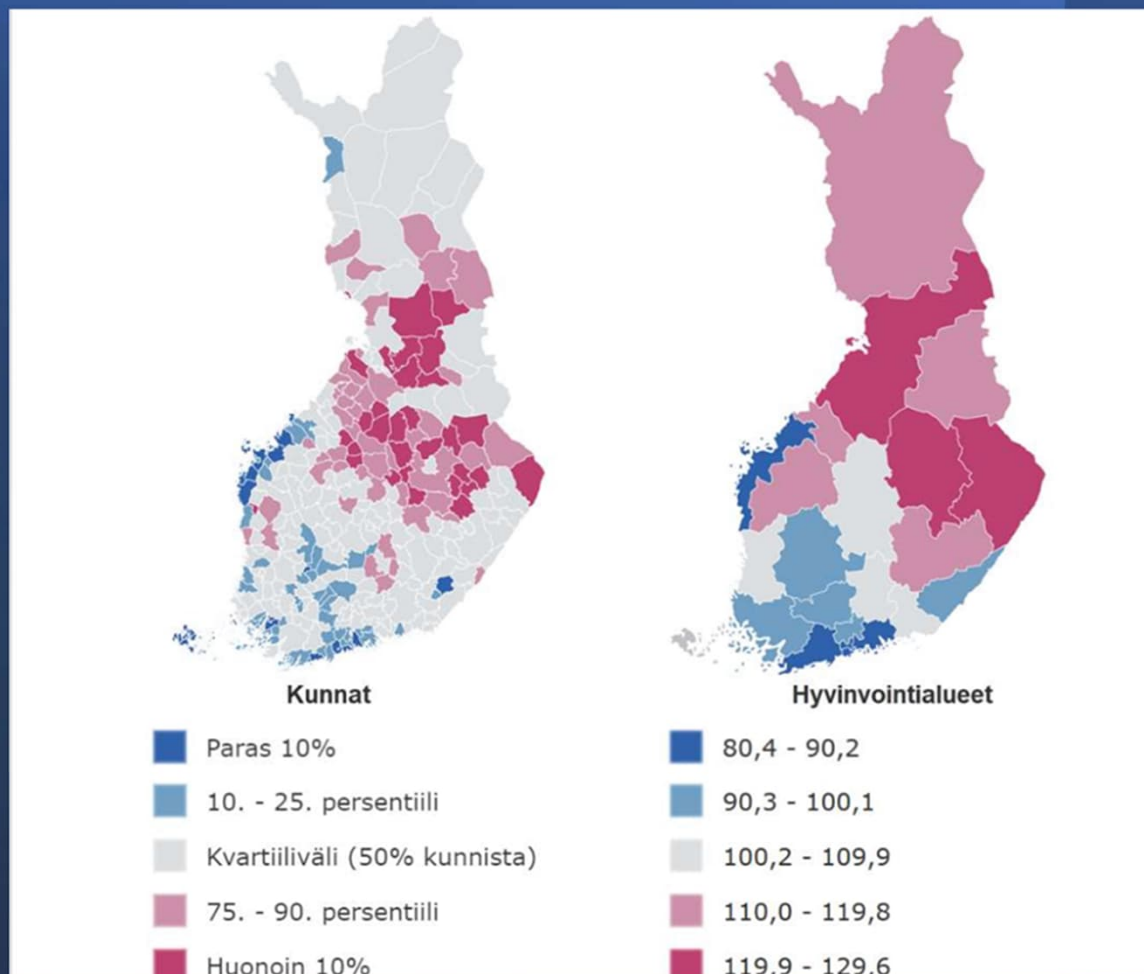 Kunnat
Paras 10%
10. - 25. persentiili
Kvartiiliväli (50% kunnista)
75. - 90. persentiili
Huonoin 10%
Hyvinvointialueet
80,4 - 90,2
90,3 - 100,1
100,2 - 109,9
110,0 - 119,8
119,9 - 129,6